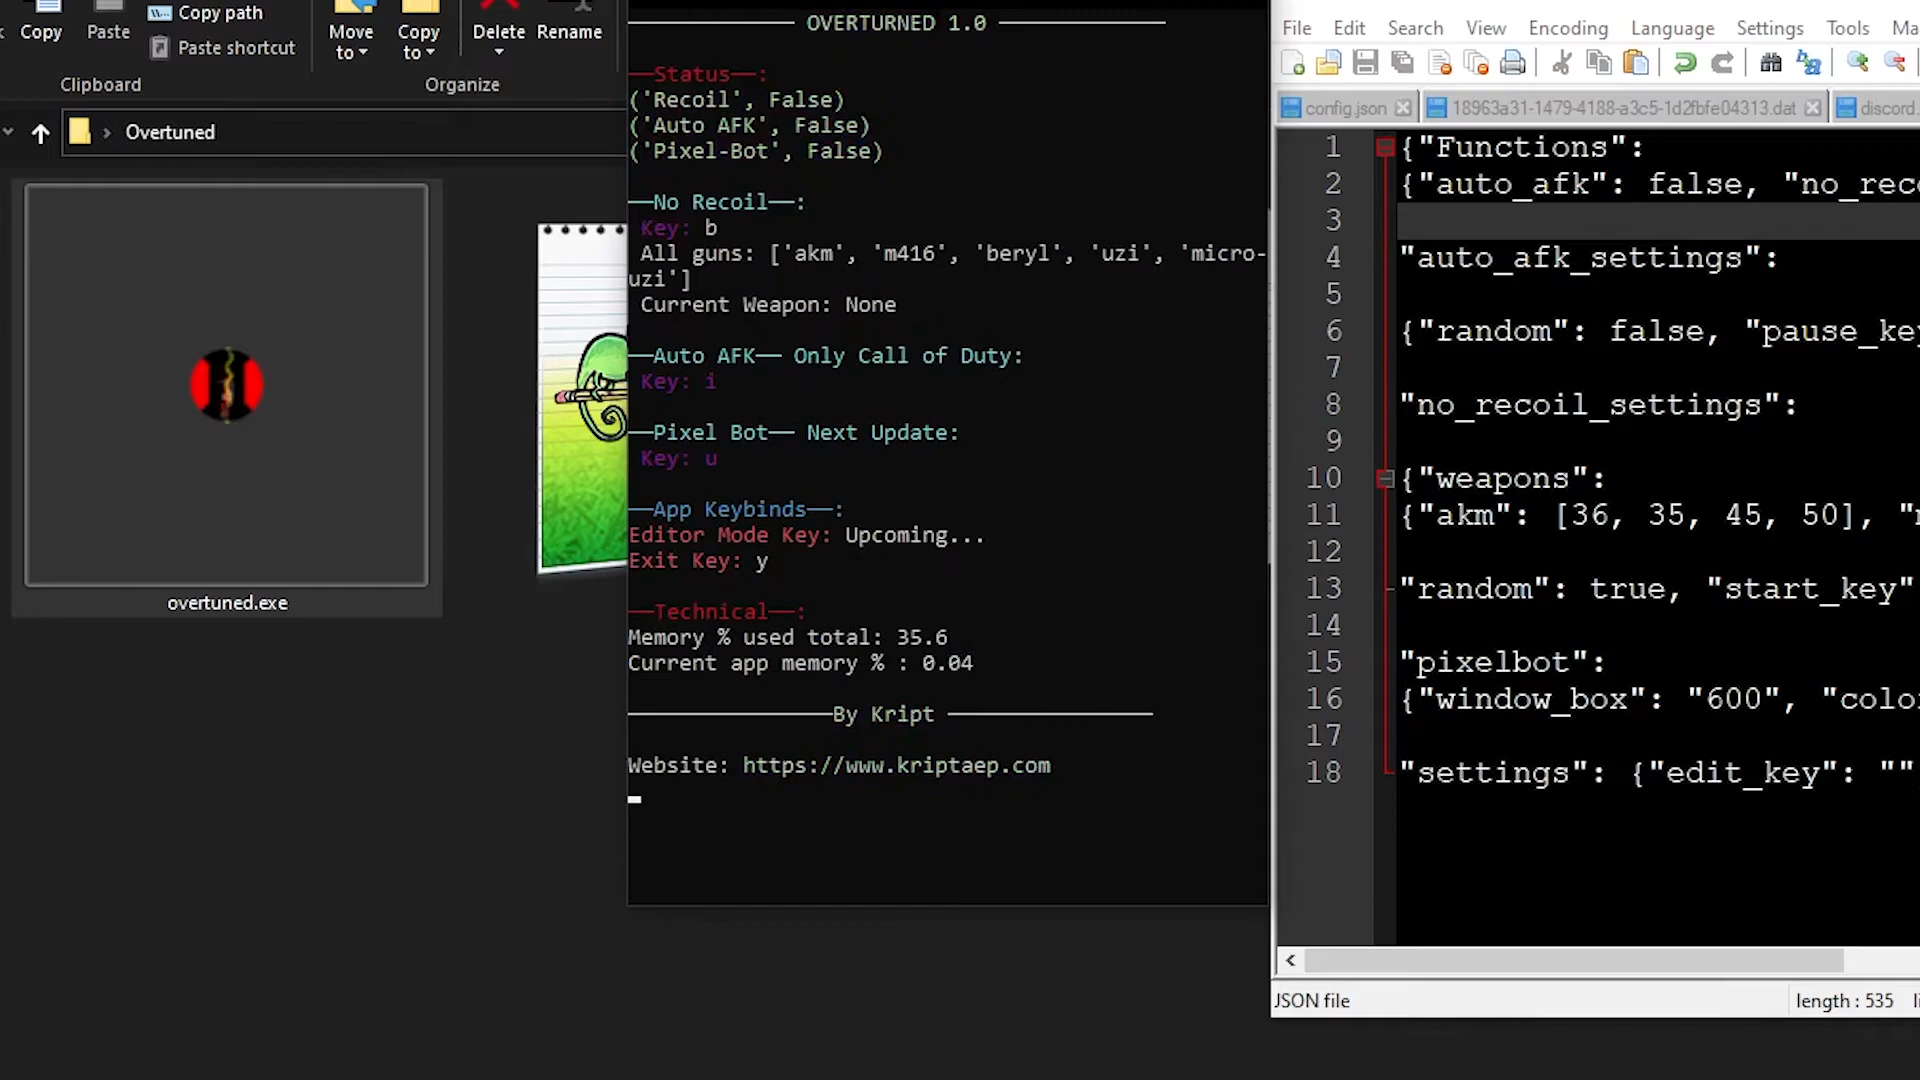 Copy
Paste
Copy path
Paste shortcut
Clipboard
Move to
Copy to
Delete
Rename
Organize
Overtuned
overtuned.exe
OVERTURNED 1.0
──Status──:
('Recoil', False)
('Auto AFK', False)
('Pixel-Bot', False)
──No Recoil──:
Key: b
All guns: ['akm', 'm416', 'beryl', 'uzi', 'micro-
uzi']
Current Weapon: None
──Auto AFK── Only Call of Duty:
Key: i
──Pixel Bot── Next Update:
Key: u
──App Keybinds──:
Editor Mode Key: Upcoming...
Exit Key: y
──Technical──:
Memory % used total: 35.6
Current app memory % : 0.04
By Kript
Website: https://www.kriptaep.com
File Edit Search View Encoding Language Settings Tools Ma
config.json 18963a31-1479-4188-a3c5-1d2fbfe04313.dat discord
1 {"Functions":
2 {"auto_afk": false, "no_reco
3
4 "auto_afk_settings":
5
6 {"random": false, "pause_key
7
8 "no_recoil_settings":
9
10 {"weapons":
11 {"akm": [36, 35, 45, 50], "m
12
13 "random": true, "start_key"
14
15 "pixelbot":
16 {"window_box": "600", "color
17
18 "settings": {"edit_key": ""
JSON file length : 535 li